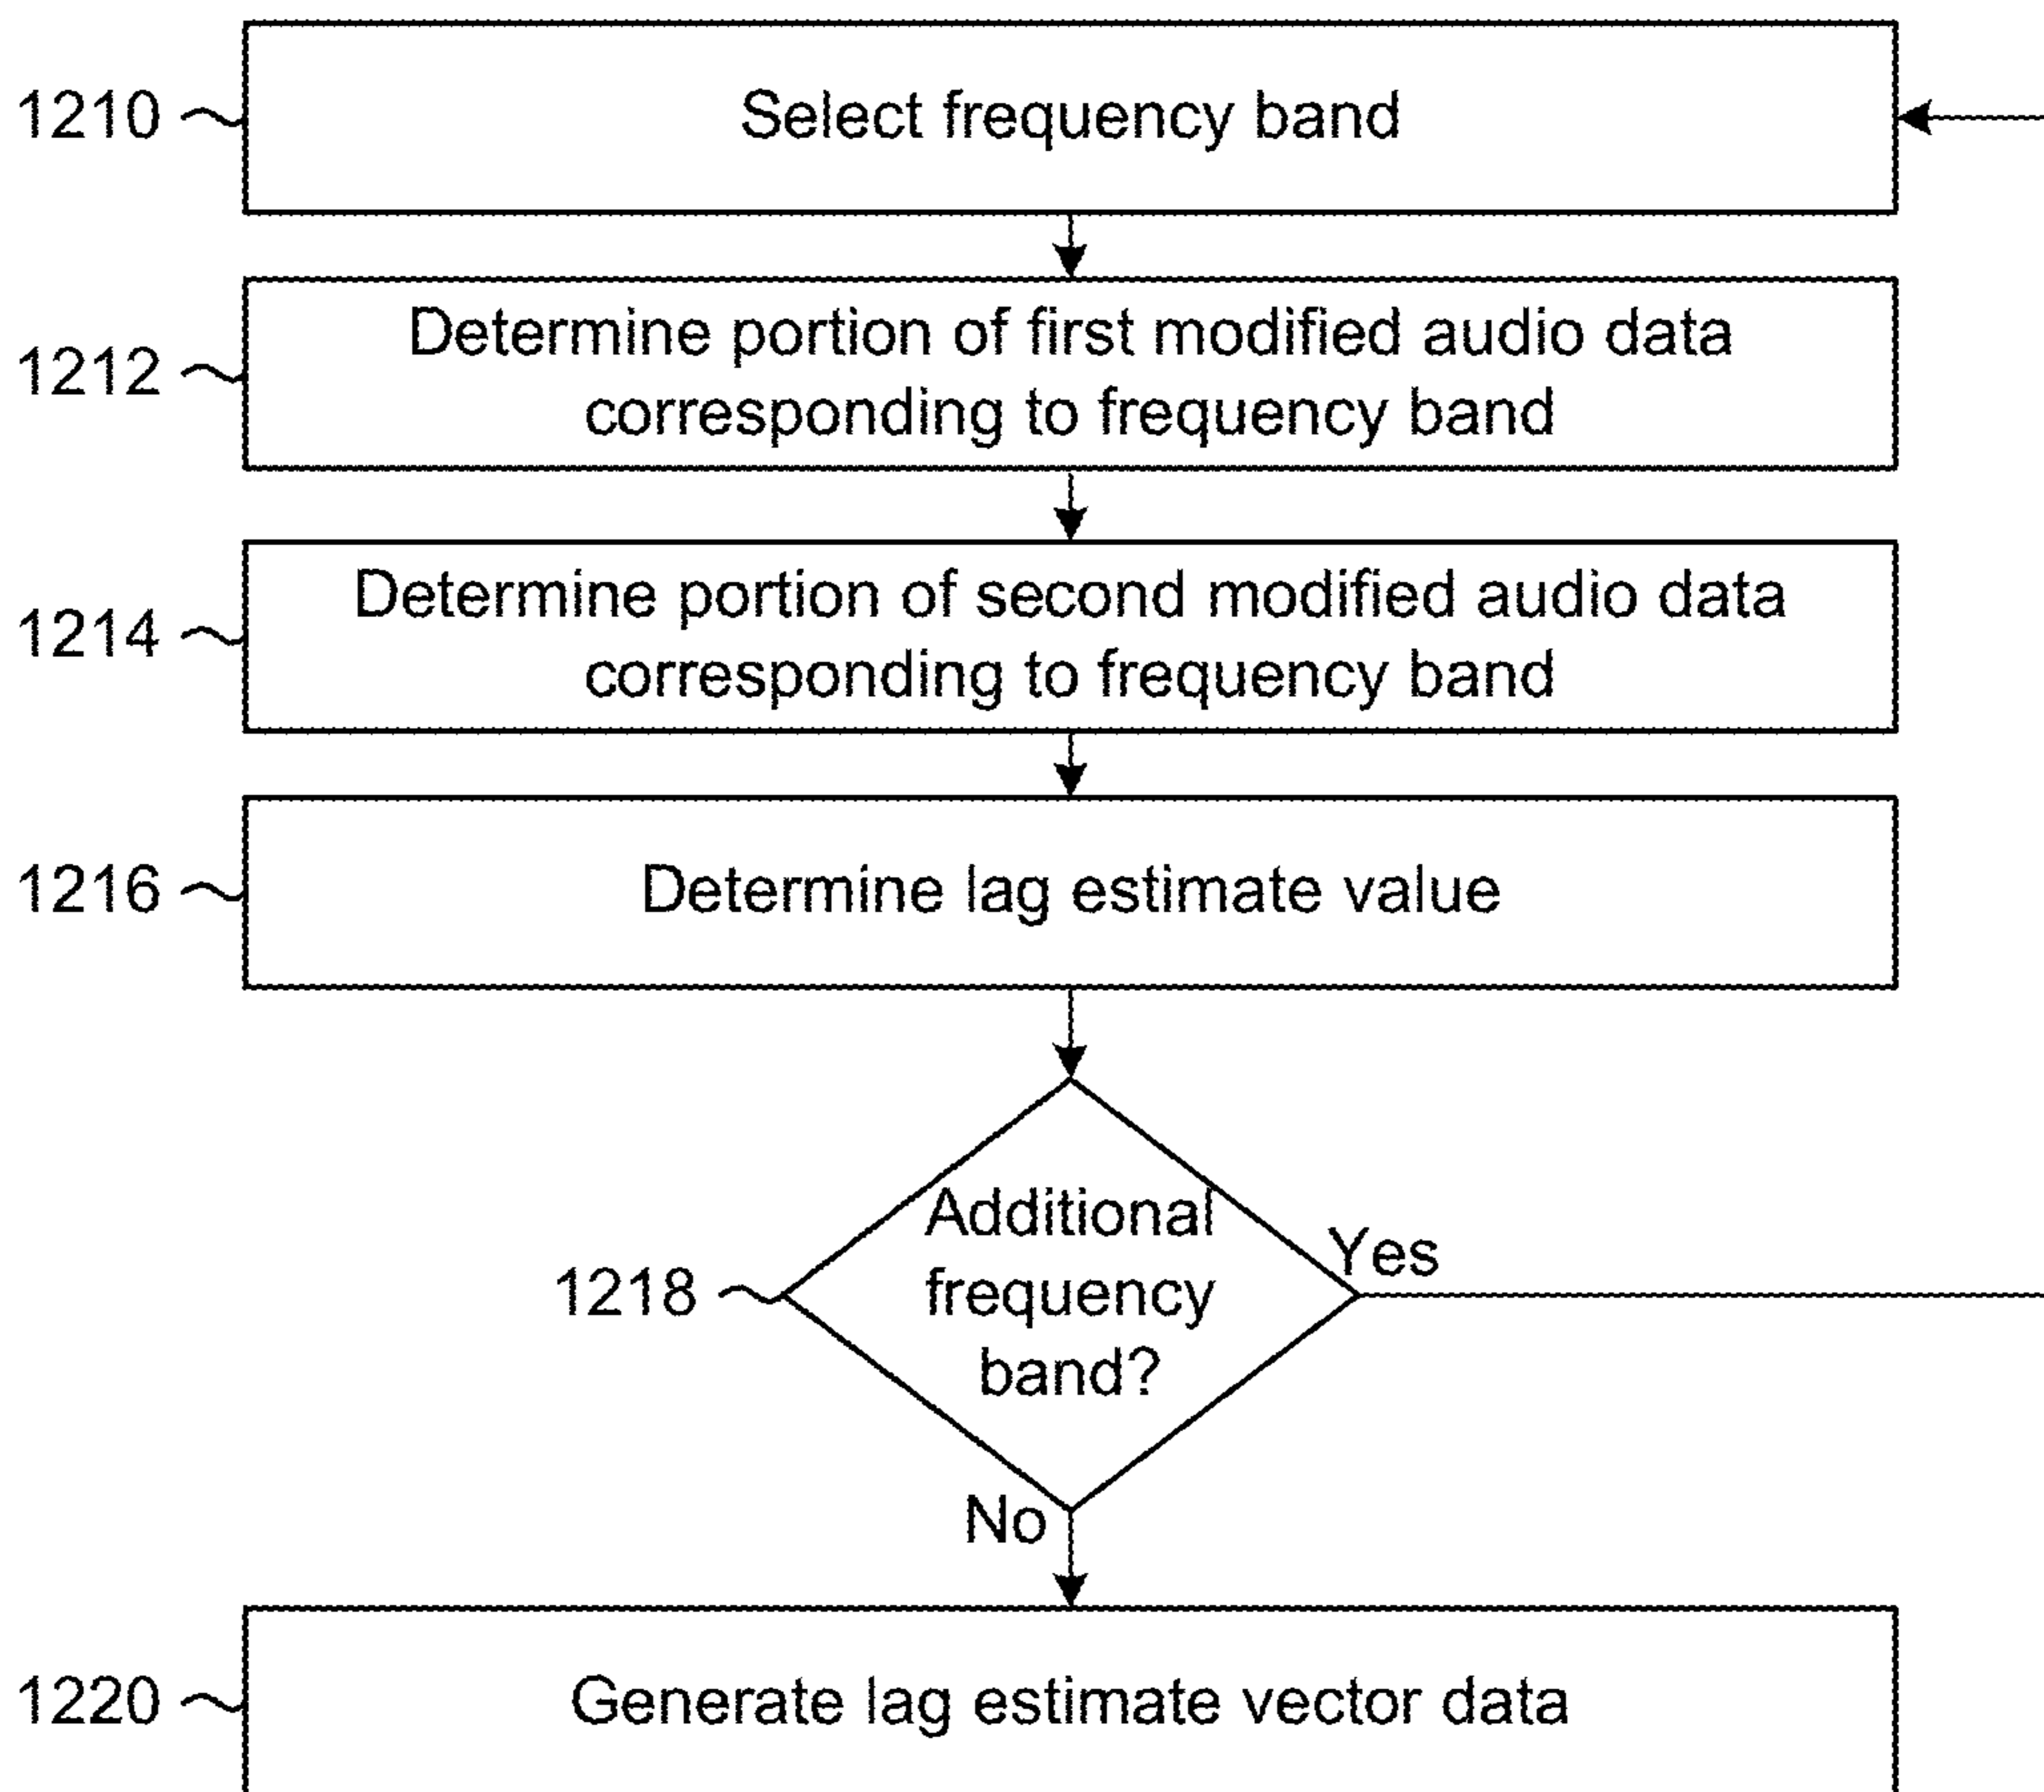 1210
Select frequency band
1212
Determine portion of first modified audio data
corresponding to frequency band
1214
Determine portion of second modified audio data
corresponding to frequency band
1216
Determine lag estimate value
1218
Additional
frequency
band?
Yes
No
1220
Generate lag estimate vector data